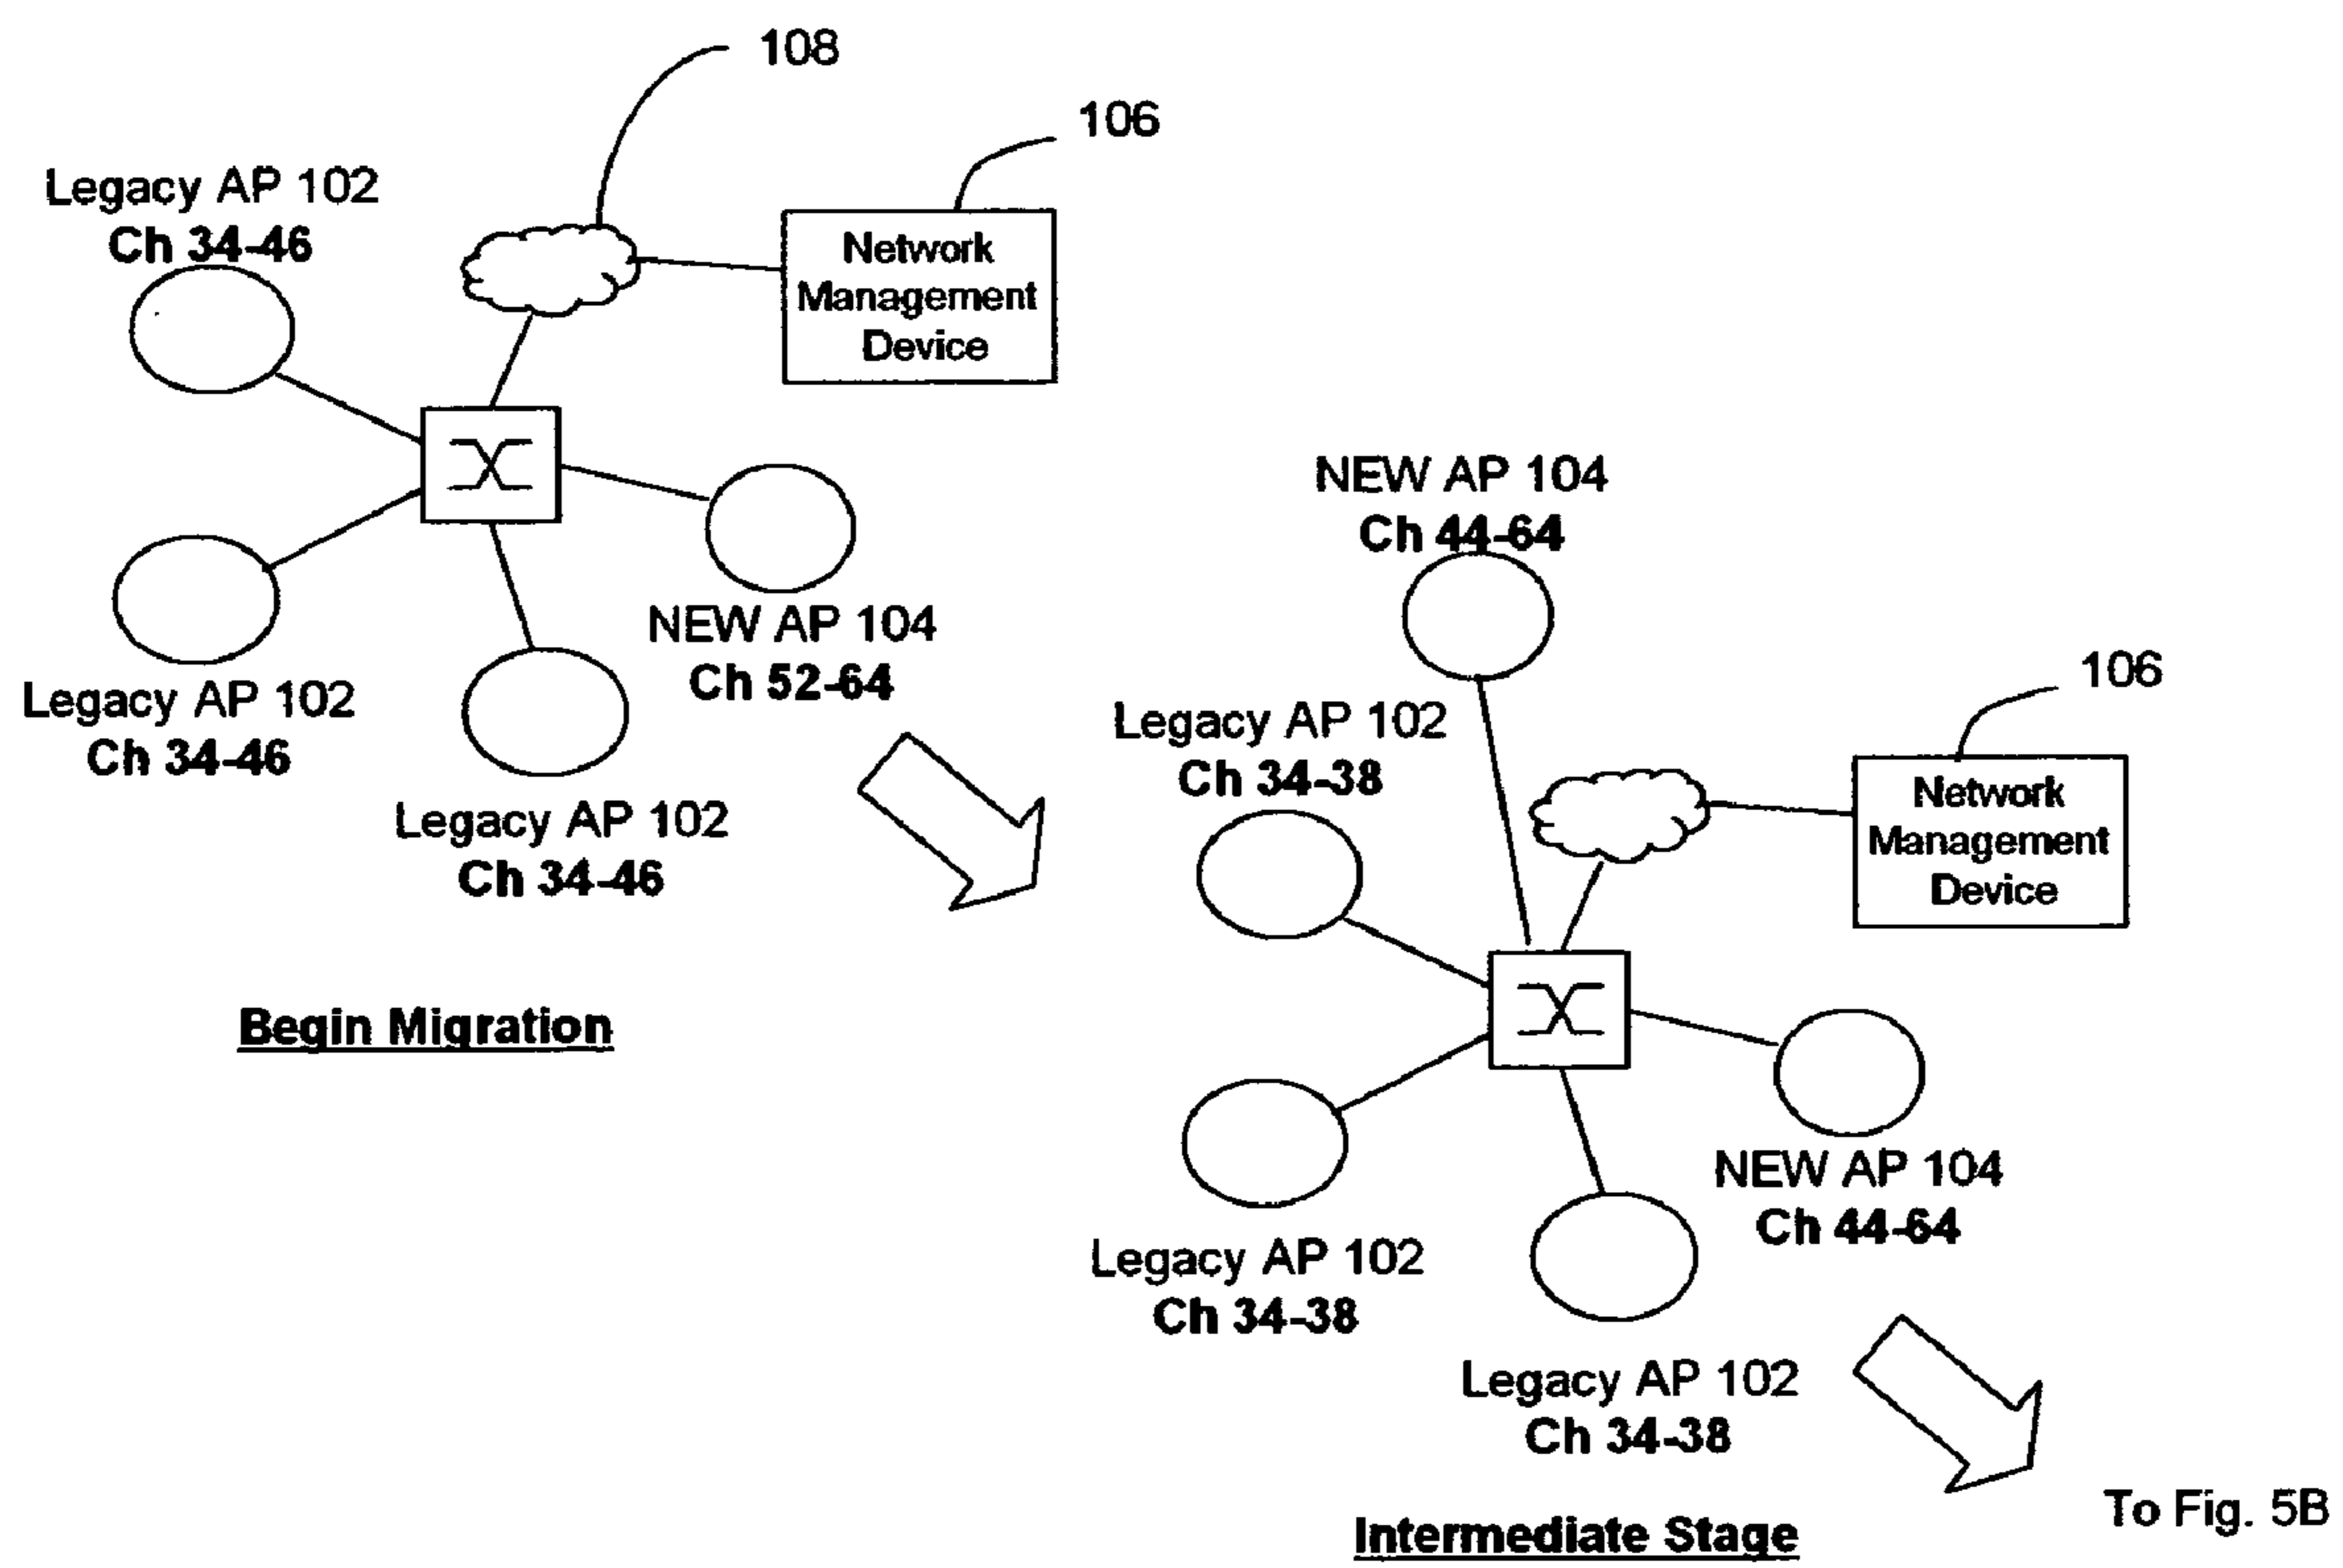 108
106
Legacy AP 102
Ch 34-46
Network
Management
Device
NEW AP 104
Ch 52-64
Legacy AP 102
Ch 34-46
Legacy AP 102
Ch 34-46
Begin Migration
NEW AP 104
Ch 44-64
106
Legacy AP 102
Ch 34-38
Network
Management
Device
NEW AP 104
Ch 44-64
Legacy AP 102
Ch 34-38
Legacy AP 102
Ch 34-38
To Fig. 5B
Intermediate Stage